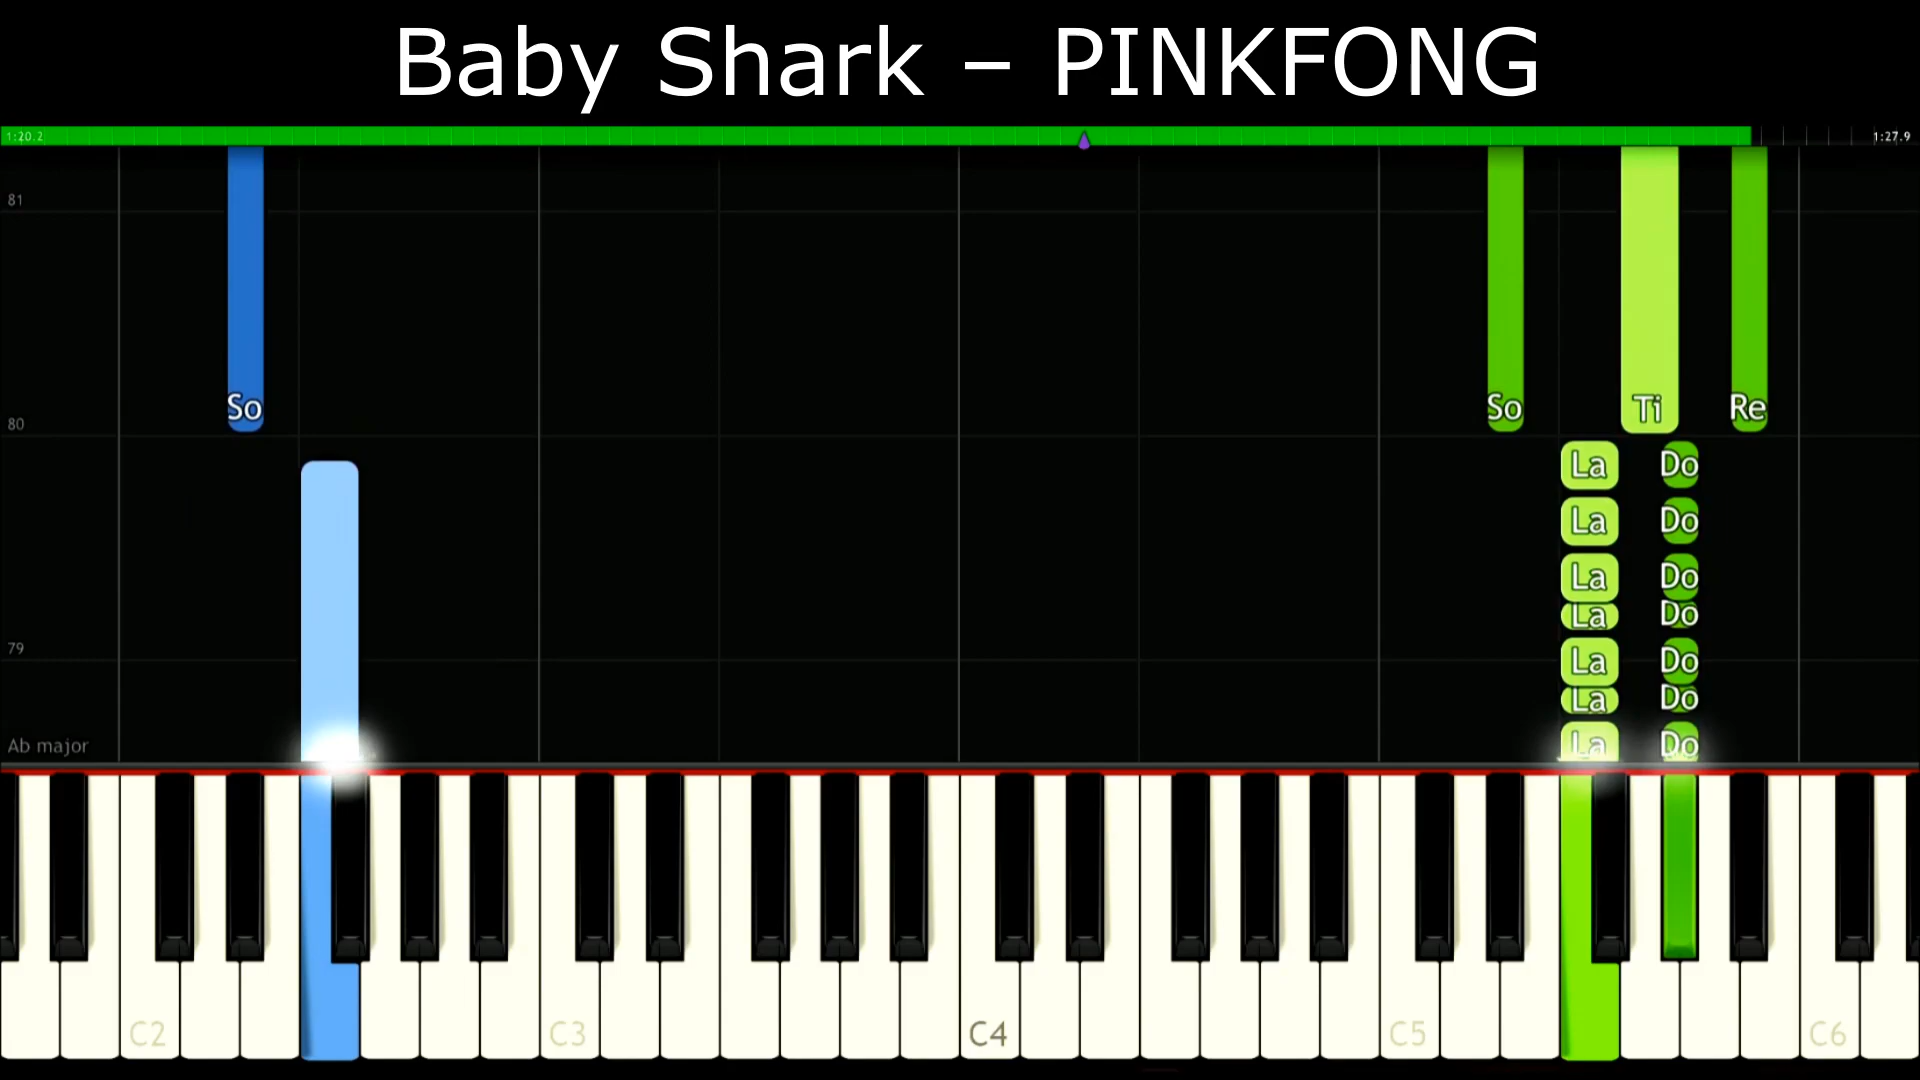 Baby Shark – PINKFONG
1:20.2
1:27.9
81
So
So
Ti
Re
80
La Do
La Do
La Do
La Do
79
La Do
La Do
Ab major
La Do
C2
C3
C4
C5
C6